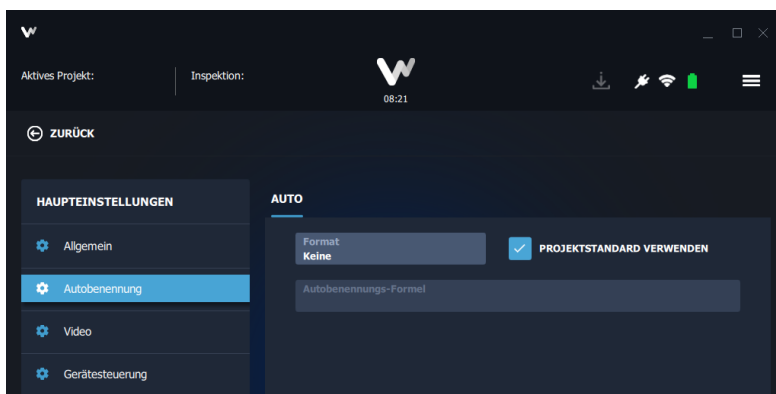 Aktives Projekt:
Inspektion:
08:21
ZURÜCK
HAUPTEINSTELLUNGEN
Allgemein
Autobenennung
Video
Gerätesteuerung
AUTO
Format
Keine
PROJEKTSTANDARD VERWENDEN
Autobenennungs-Formel